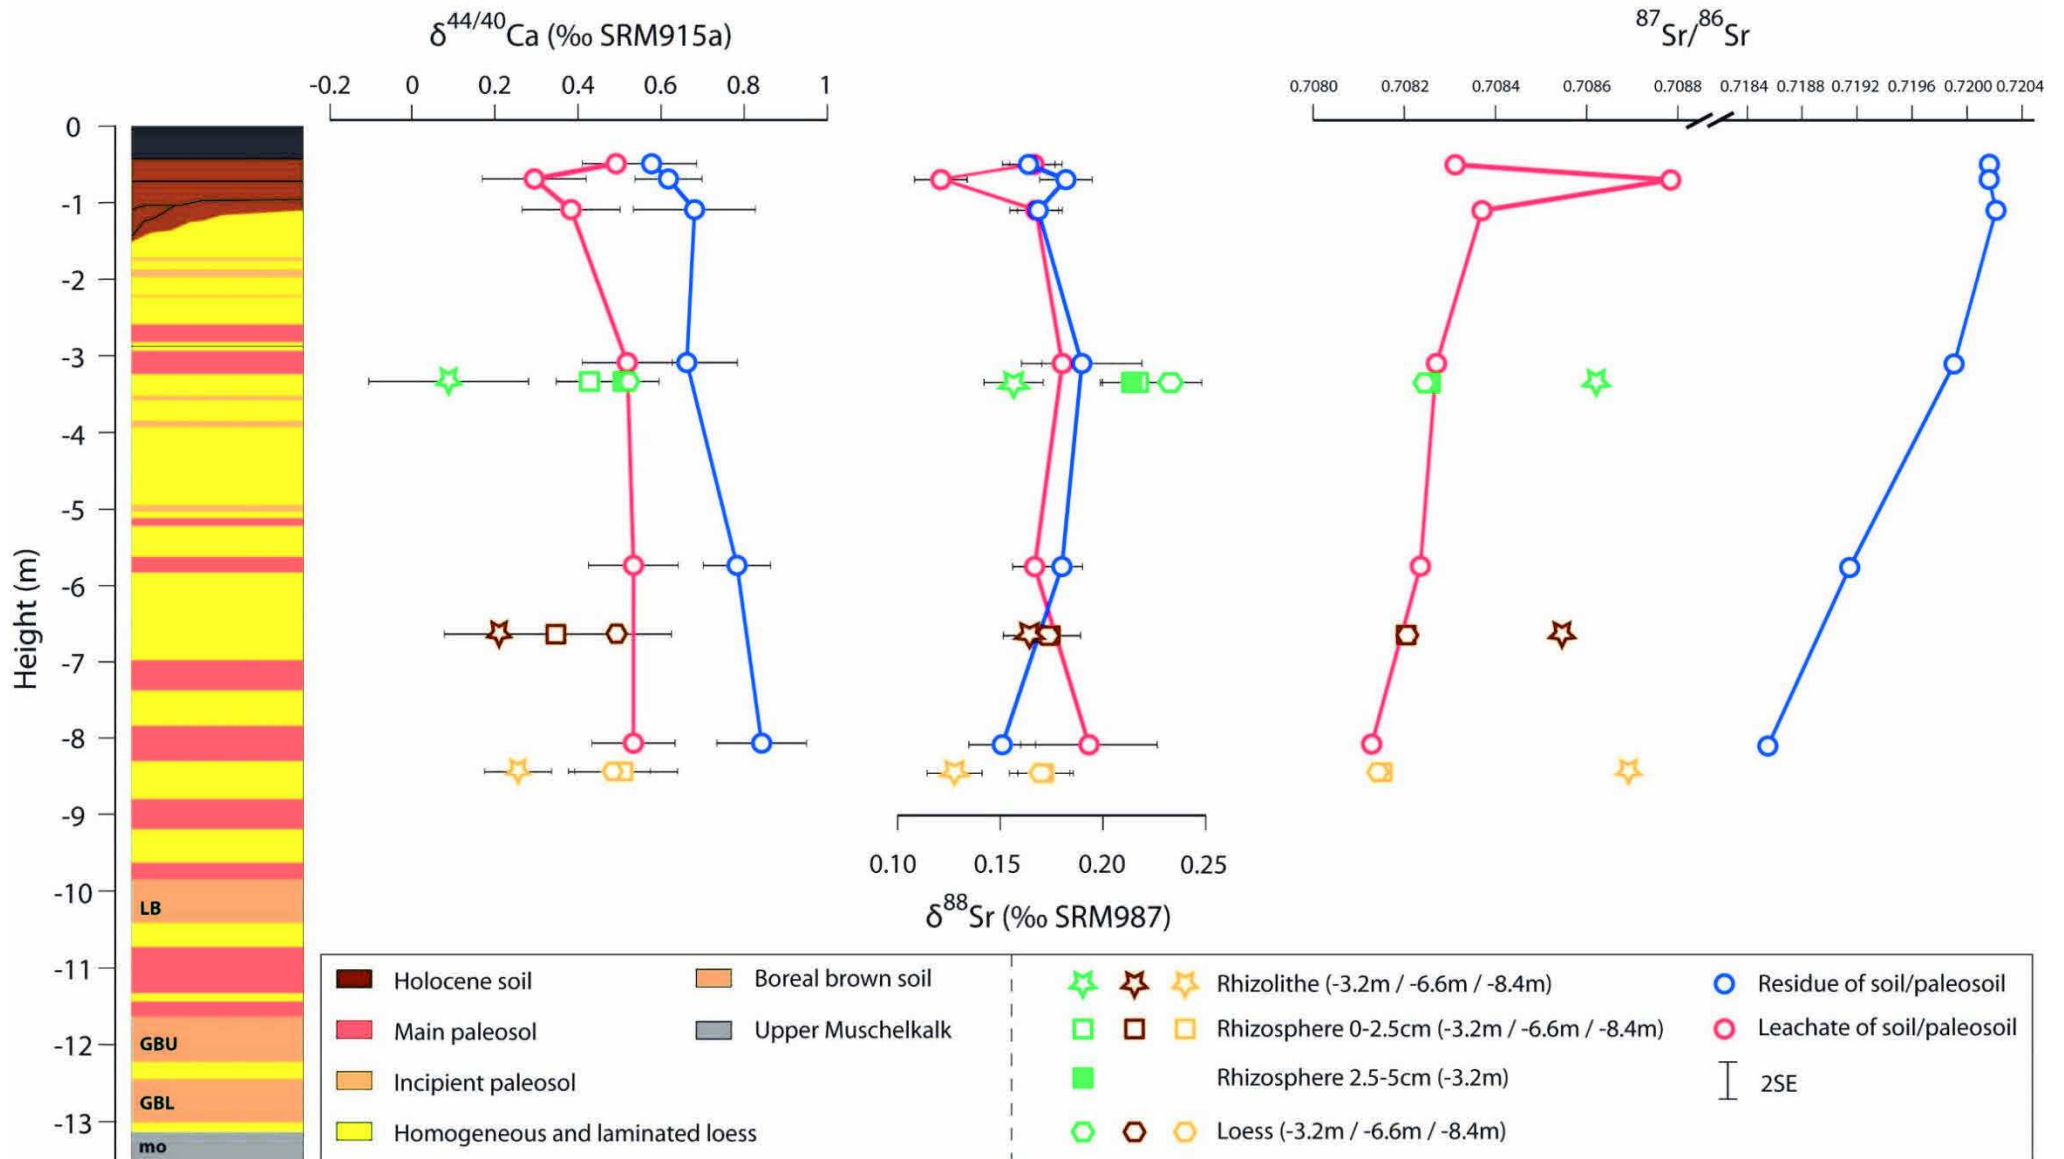 δ44/40Ca (‰ SRM915a)
87Sr/86Sr
-0.2 0 0.2 0.4 0.6 0.8 1
0.7080 0.7082 0.7084 0.7086 0.7088 0.7184 0.7188 0.7192 0.7196 0.7200 0.7204
0
-1
-2
-3
-4
-5
-6
-7
-8
-9
-10
-11
-12
-13
Height (m)
LB
GBU
GBL
mo
0.10 0.15 0.20 0.25
δ88Sr (‰ SRM987)
Holocene soil
Main paleosol
Incipient paleosol
Homogeneous and laminated loess
Boreal brown soil
Upper Muschelkalk
Rhizolithe (-3.2m / -6.6m / -8.4m)
Rhizosphere 0-2.5cm (-3.2m / -6.6m / -8.4m)
Rhizosphere 2.5-5cm (-3.2m)
Loess (-3.2m / -6.6m / -8.4m)
Residue of soil/paleosoil
Leachate of soil/paleosoil
2SE